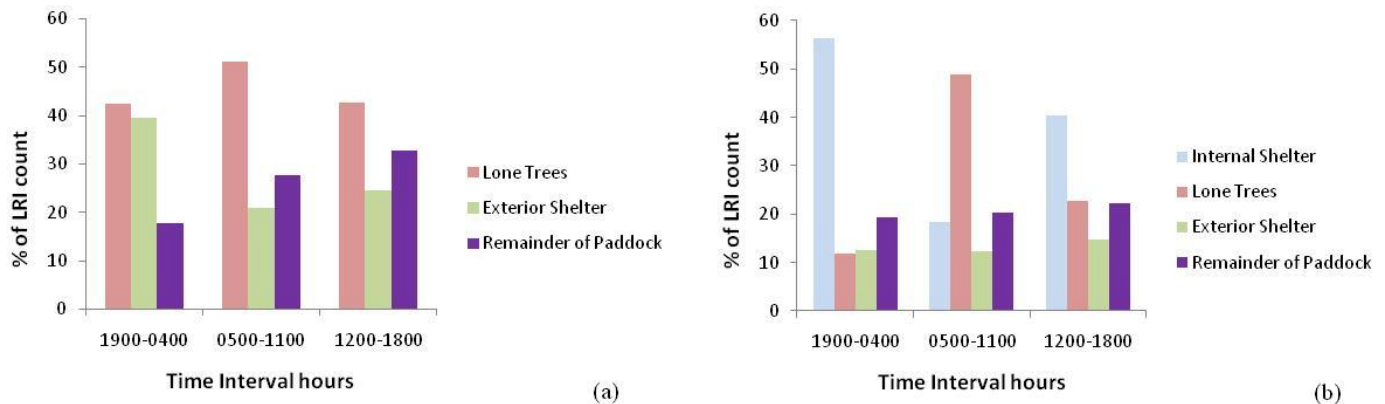 60
50
40
30
20
10
0
% of LRI count
1900-0400 0500-1100 1200-1800
Time Interval hours
Lone Trees
Exterior Shelter
Remainder of Paddock
(a)
60
50
40
30
20
10
0
% of LRI count
1900-0400 0500-1100 1200-1800
Time Interval hours
Internal Shelter
Lone Trees
Exterior Shelter
Remainder of Paddock
(b)